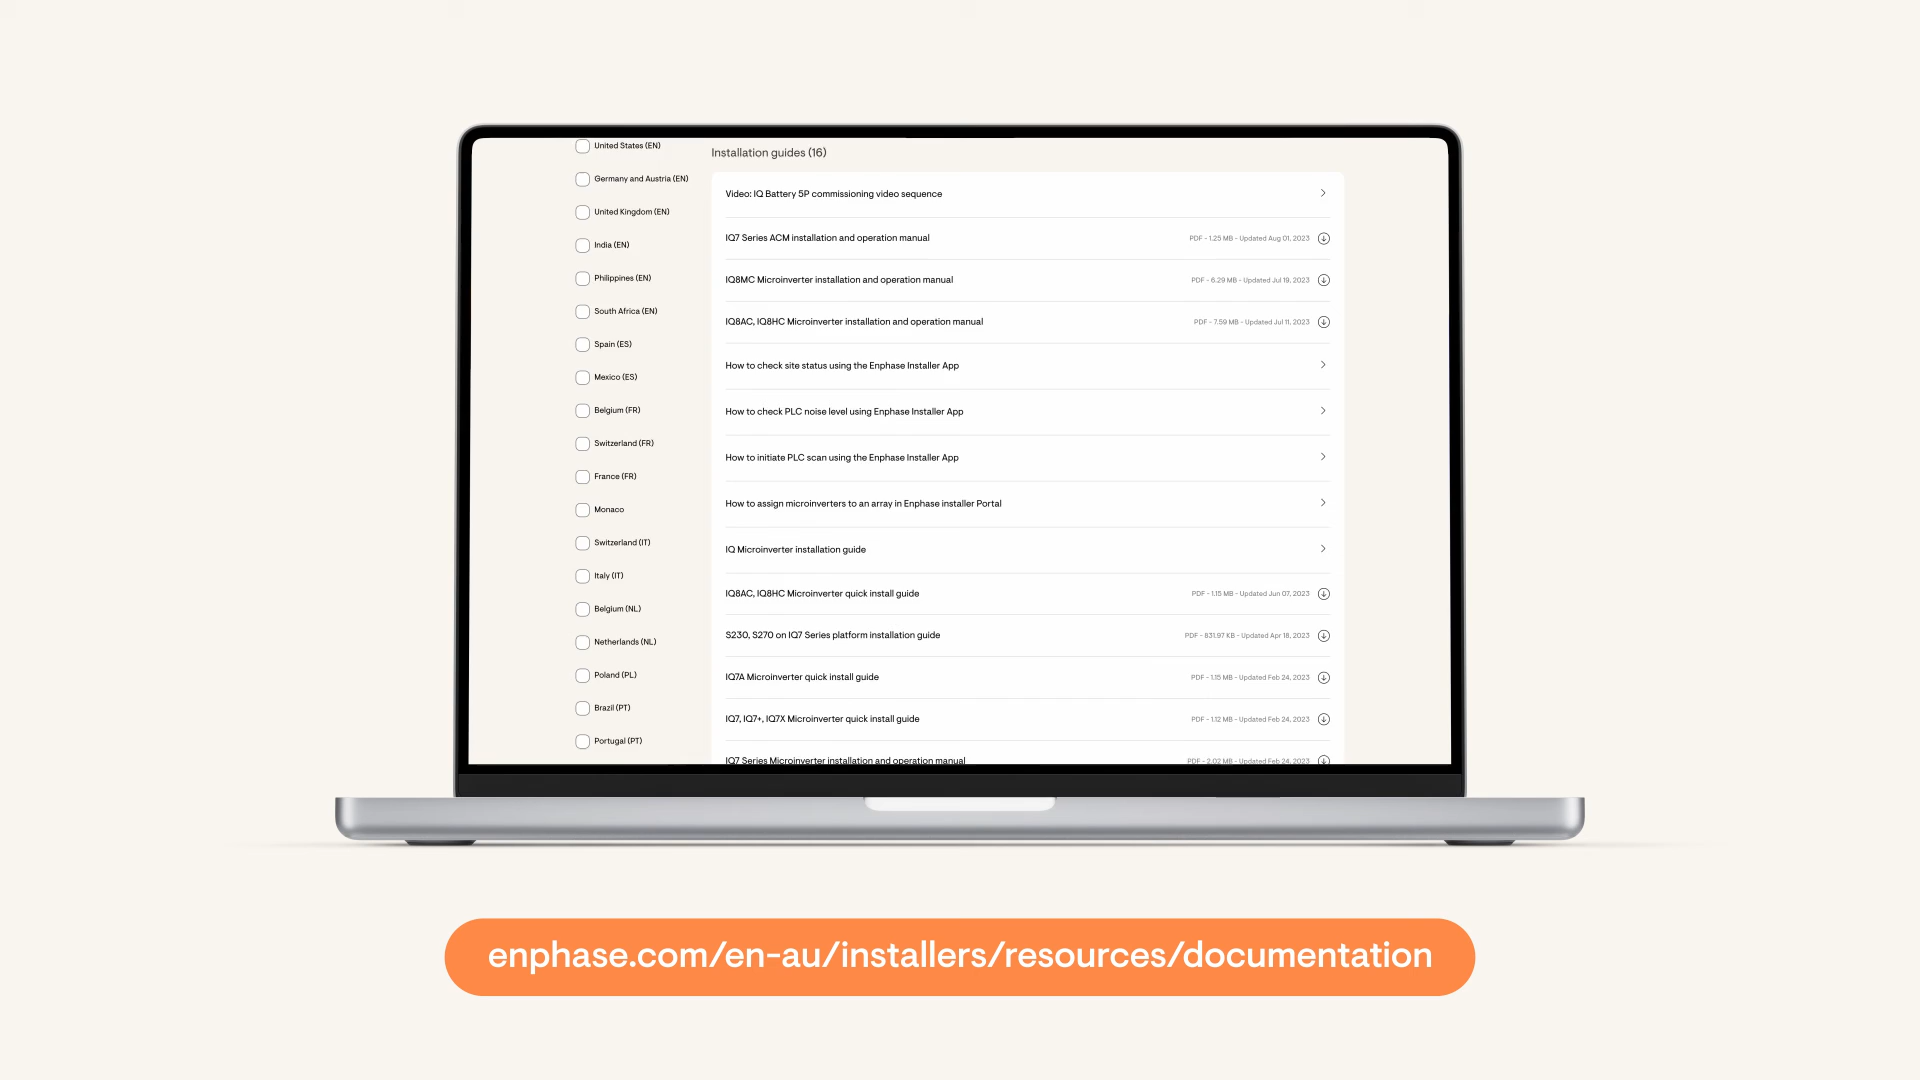 United States (EN)
Germany and Austria (EN)
United Kingdom (EN)
India (EN)
Philippines (EN)
South Africa (EN)
Spain (ES)
Mexico (ES)
Belgium (FR)
Switzerland (FR)
France (FR)
Monaco
Switzerland (IT)
Italy (IT)
Belgium (NL)
Netherlands (NL)
Poland (PL)
Brazil (PT)
Portugal (PT)
Installation guides (16)
Video: IQ Battery 5P commissioning video sequence
IQ7 Series ACM installation and operation manual PDF - 1.25 MB - Updated Aug 01, 2023
IQ8MC Microinverter installation and operation manual PDF - 6.29 MB - Updated Jul 19, 2023
IQ8AC, IQ8HC Microinverter installation and operation manual PDF - 7.59 MB - Updated Jul 11, 2023
How to check site status using the Enphase Installer App
How to check PLC noise level using Enphase Installer App
How to initiate PLC scan using the Enphase Installer App
How to assign microinverters to an array in Enphase installer Portal
IQ Microinverter installation guide
IQ8AC, IQ8HC Microinverter quick install guide PDF - 1.15 MB - Updated Jun 07, 2023
S230, S270 on IQ7 Series platform installation guide PDF - 831.97 KB - Updated Apr 18, 2023
IQ7A Microinverter quick install guide PDF - 1.15 MB - Updated Feb 24, 2023
IQ7, IQ7+, IQ7X Microinverter quick install guide PDF - 1.12 MB - Updated Feb 24, 2023
IQ7 Series Microinverter installation and operation manual PDF - 2.02 MB - Updated Feb 24, 2023
enphase.com/en-au/installers/resources/documentation